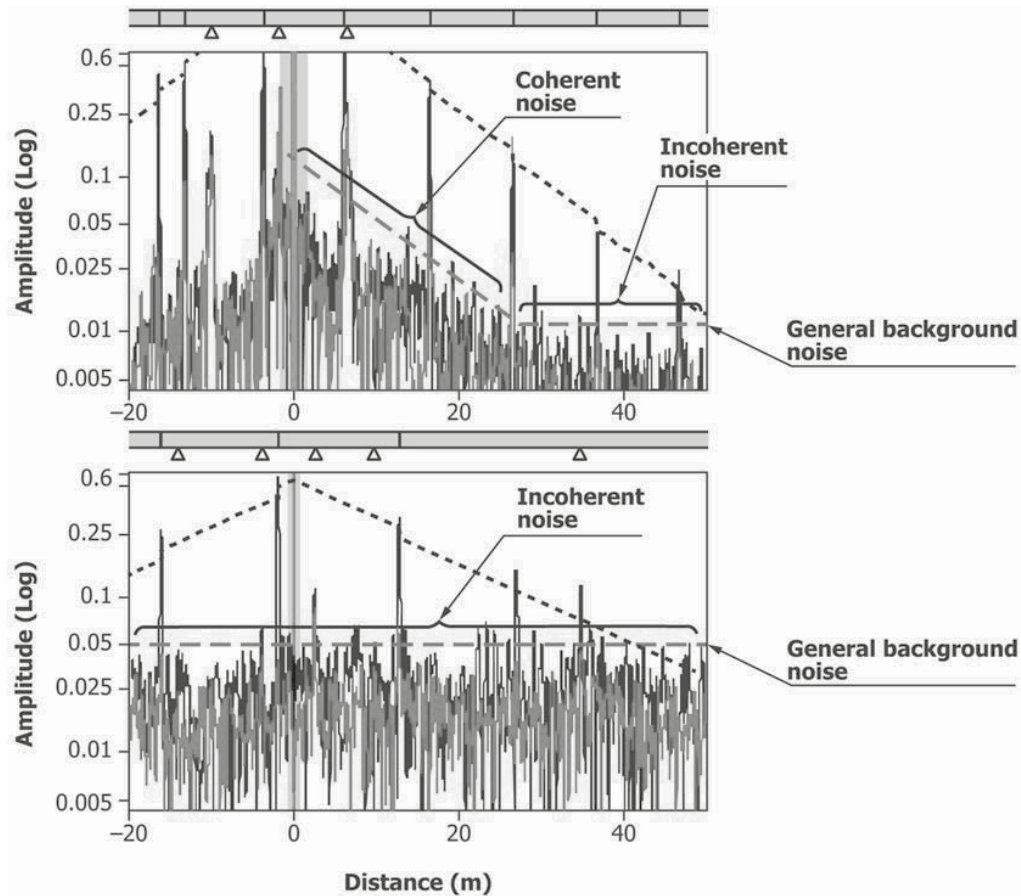 0.6
0.25
0.1
0.05
0.025
0.01
0.005
Amplitude (Log)
−20
0
20
40
Coherent
noise
Incoherent
noise
General background
noise
0.6
0.25
0.1
0.05
0.025
0.01
0.005
Amplitude (Log)
−20
0
20
40
Incoherent
noise
General background
noise
Distance (m)